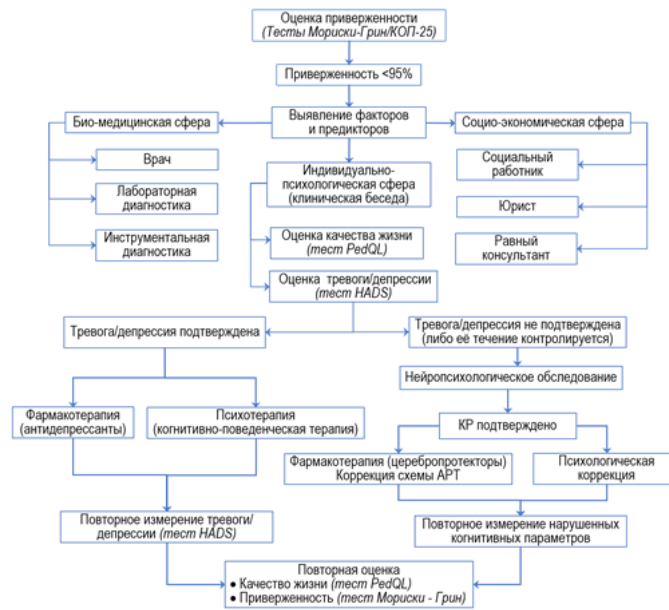 Оценка приверженности
(Тесты Мориски-Грин/КОП-25)
Приверженность <95%
Био-медицинская сфера
Выявление факторов
и предикторов
Социо-экономическая сфера
Врач
Лабораторная
диагностика
Инструментальная
диагностика
Индивидуально-
психологическая сфера
(клиническая беседа)
Оценка качества жизни
(тест PedQL)
Оценка тревоги/депрессии
(тест HADS)
Социальный
работник
Юрист
Равный
консультант
Тревога/депрессия подтверждена
Тревога/депрессия не подтверждена
(либо её течение контролируется)
Нейропсихологическое обследование
Фармакотерапия
(антидепрессанты)
Психотерапия
(когнитивно-поведенческая терапия)
КР подтверждено
Фармакотерапия (церебропротекторы)
Коррекция схемы АРТ
Психологическая
коррекция
Повторное измерение тревоги/
депрессии (тест HADS)
Повторное измерение нарушенных
когнитивных параметров
Повторная оценка
● Качество жизни (тест PedQL)
● Приверженность (тест Мориски - Грин)